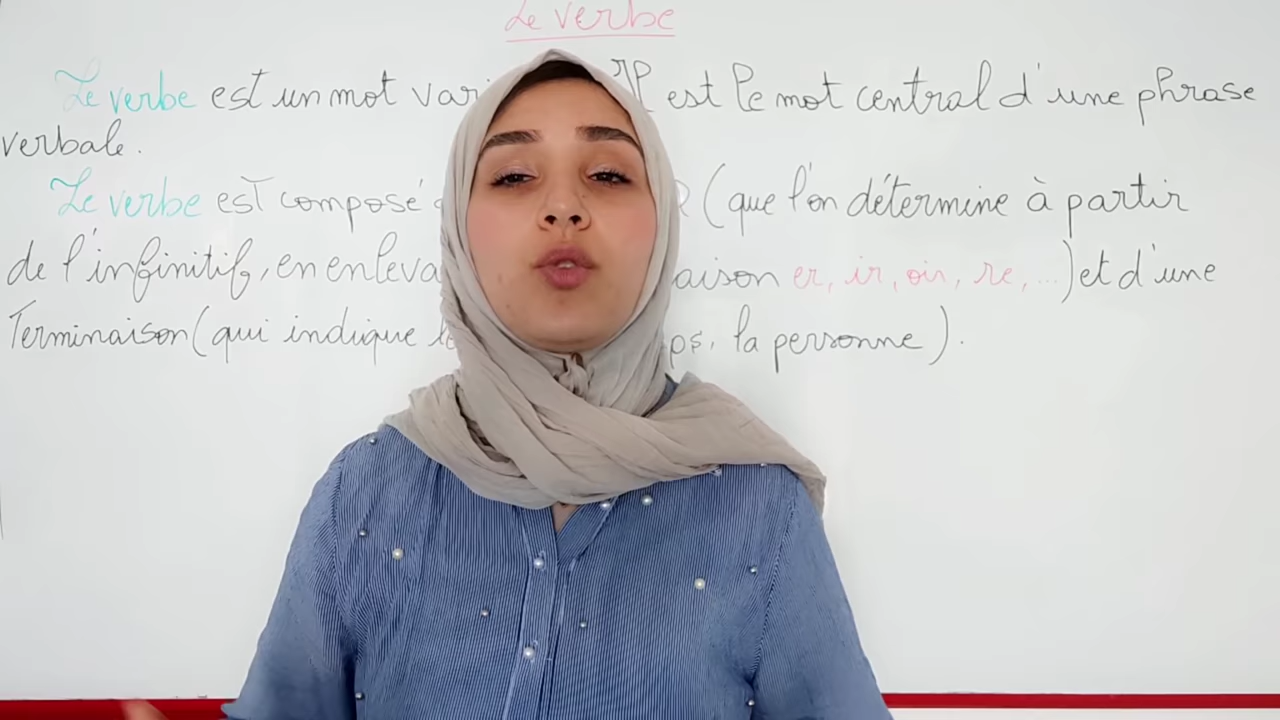 Le verbe
Le verbe est un mot vari Il est le mot central d'une phrase
verbale.
Le verbe est composé (que l'on détermine à partir
de l'infinitif, en enleva aison er, ir, oir, re, ...) et d'une
Terminaison (qui indique le ps, la personne).